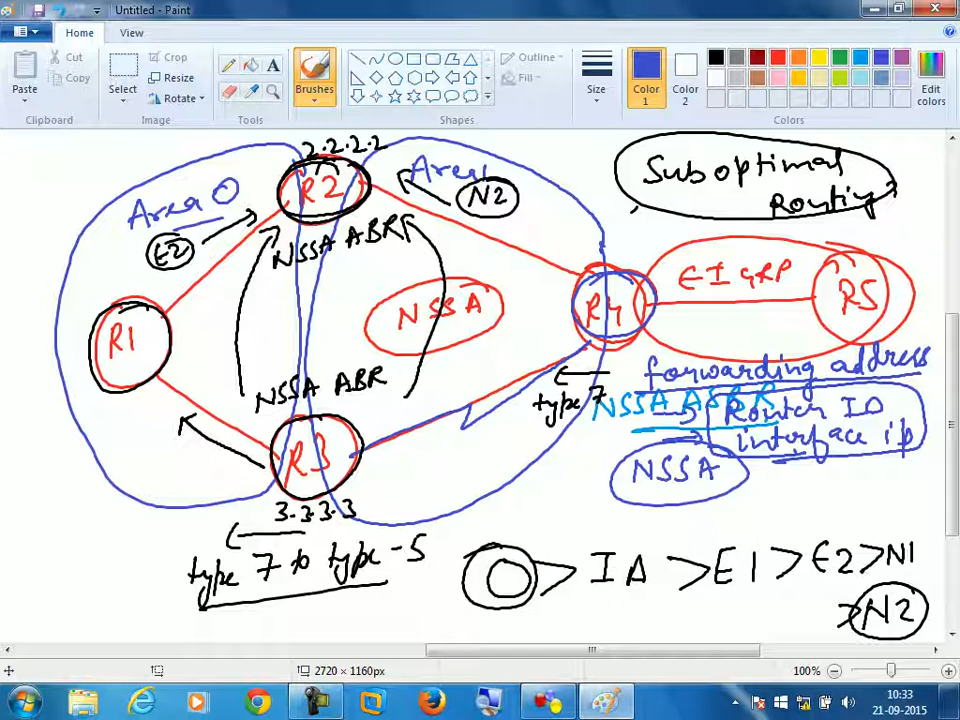 Untitled - Paint
Home
View
Paste
Cut
Copy
Clipboard
Select
Crop
Resize
Rotate
Image
A
Tools
Brushes
Shapes
Outline
Fill
Size
Color 1
Color 2
Colors
Edit colors
2.2.2.2
R2
Area 0
E2
Area 1
N2
Suboptimal
Routing
NSSA ABR
R1
NSSA
R4
EIGRP
R5
NSSA ABR
R3
3.3.3.3
type 7
forwarding address
NSSA ASBR
Router ID
interface ip
NSSA
type 7 to type-5
O > IA > E1 > E2 > N1
> N2
2720 × 1160px
100%
10:33
21-09-2015